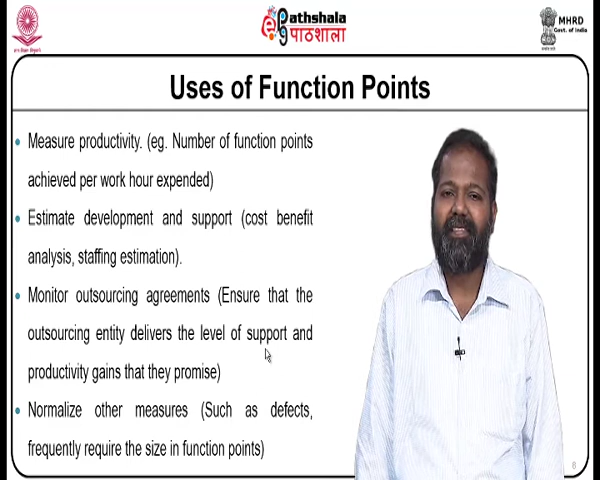 Pathshala
पाठशाला
MHRD
Govt. of India
Uses of Function Points
Measure productivity. (eg. Number of function points
achieved per work hour expended)
Estimate development and support (cost benefit
analysis, staffing estimation).
Monitor outsourcing agreements (Ensure that the
outsourcing entity delivers the level of support and
productivity gains that they promise)
Normalize other measures (Such as defects,
frequently require the size in function points)
8